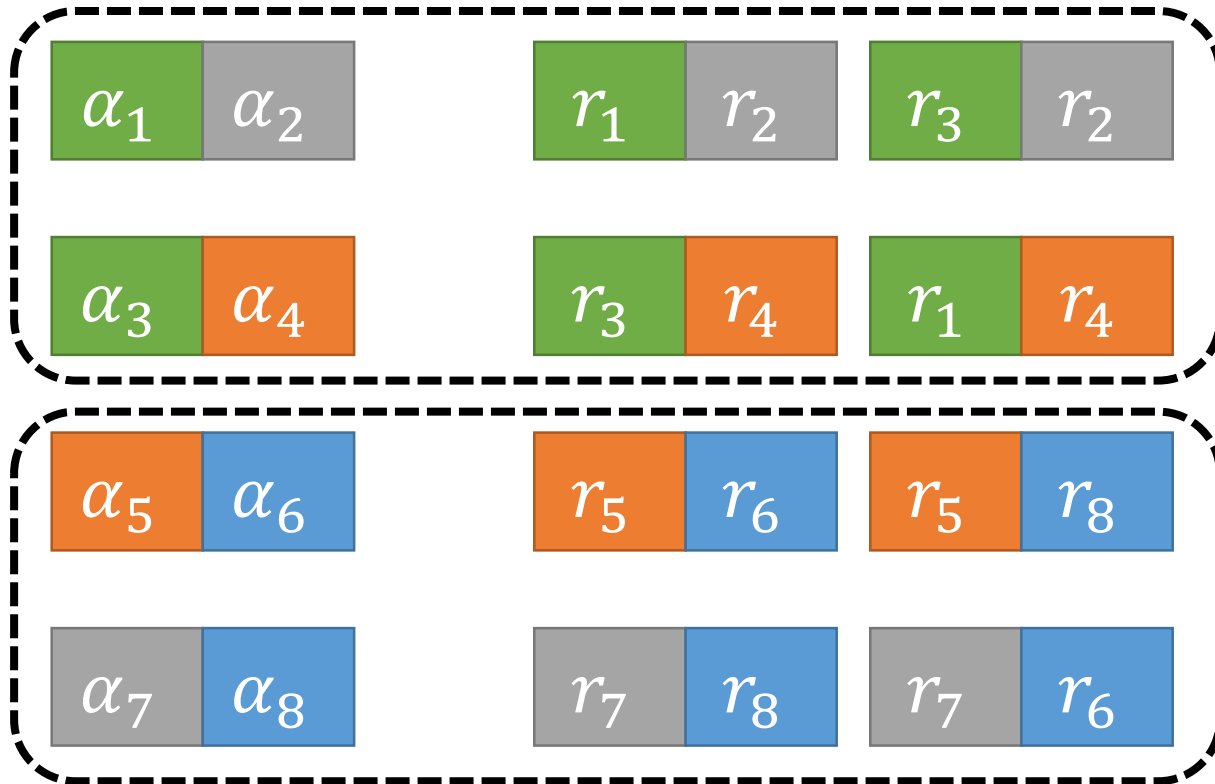 α₁ α₂ r₁ r₂ r₃ r₂
α₃ α₄ r₃ r₄ r₁ r₄
α₅ α₆ r₅ r₆ r₅ r₈
α₇ α₈ r₇ r₈ r₇ r₆